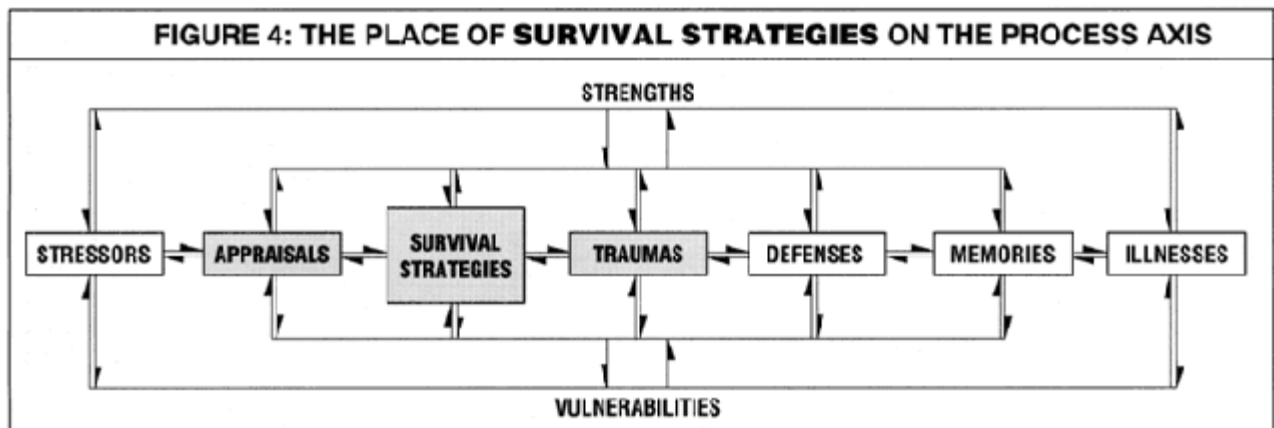 FIGURE 4: THE PLACE OF SURVIVAL STRATEGIES ON THE PROCESS AXIS
STRENGTHS
STRESSORS
APPRAISALS
SURVIVAL
STRATEGIES
TRAUMAS
DEFENSES
MEMORIES
ILLNESSES
VULNERABILITIES